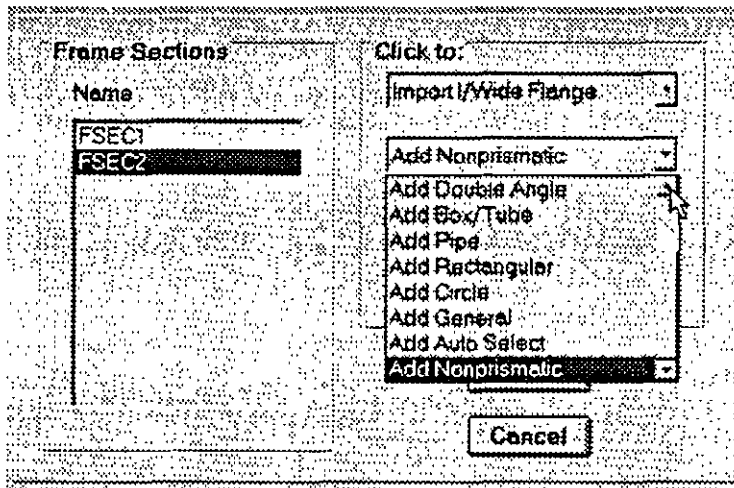 Frame Sections
Name
FSEC1
FSEC2
Click to:
Import I/Wide Flange
Add Nonprismatic
Add Double Angle
Add Box/Tube
Add Pipe
Add Rectangular
Add Circle
Add General
Add Auto Select
Add Nonprismatic
Cancel